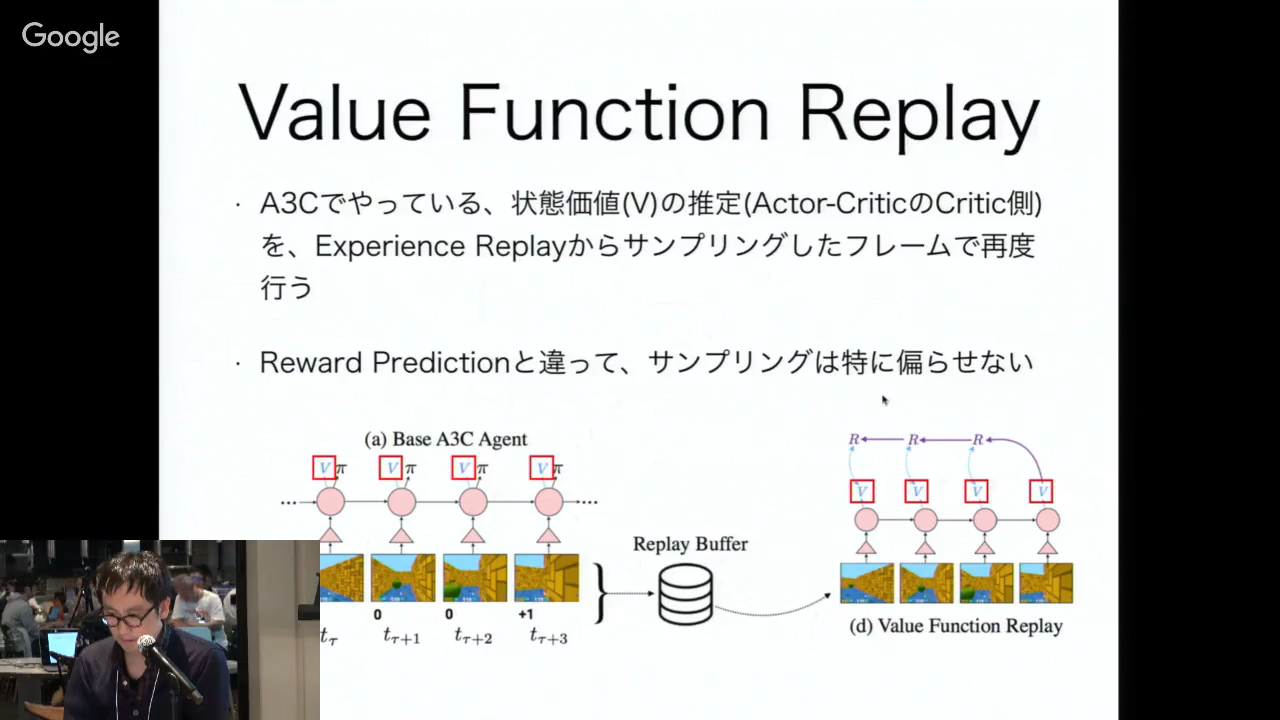 Google
Value Function Replay
· A3Cでやっている、状態価値(V)の推定(Actor-CriticのCritic側)
を、Experience Replayからサンプリングしたフレームで再度
行う
· Reward Predictionと違って、サンプリングは特に偏らせない
(a) Base A3C Agent
V π V π V π V π
R R R
V V V V
Replay Buffer
0 0 +1
t_τ t_{τ+1} t_{τ+2} t_{τ+3}
(d) Value Function Replay